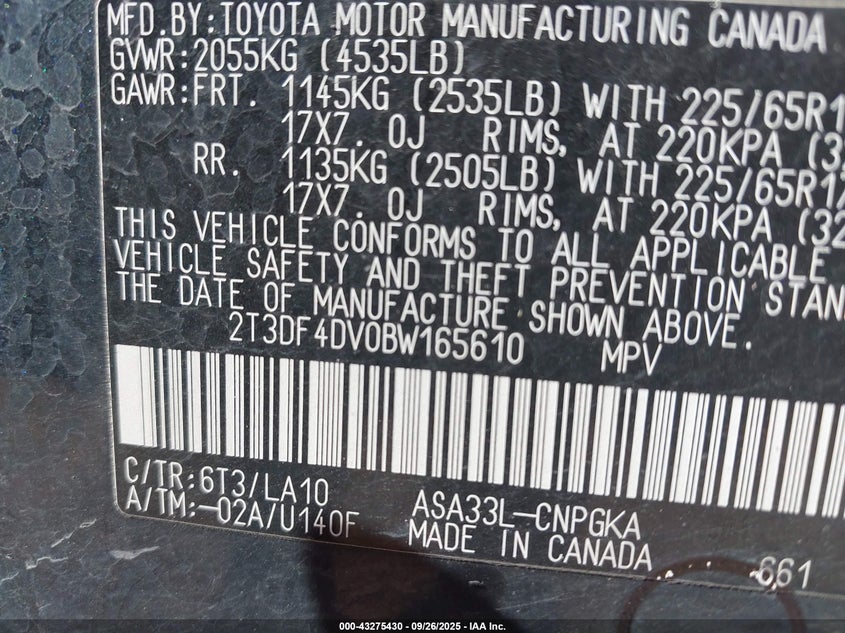 MFD.BY:TOYOTA MOTOR MANUFACTURING CANADA
GVWR:2055KG (4535LB)
GAWR:FRT. 1145KG (2535LB) WITH 225/65R1
17X7.0J RIMS, AT 220KPA (3
RR. 1135KG (2505LB) WITH 225/65R17
17X7.0J RIMS, AT 220KPA (32
THIS VEHICLE CONFORMS TO ALL APPLICABLE
VEHICLE SAFETY AND THEFT PREVENTION STAN
THE DATE OF MANUFACTURE SHOWN ABOVE.
2T3DF4DV0BW165610 MPV
C/TR:6T3/LA10 ASA33L-CNPGKA
A/TM:-02A/U140F MADE IN CANADA 661
000-43275430 - 09/26/2025 - IAA Inc.